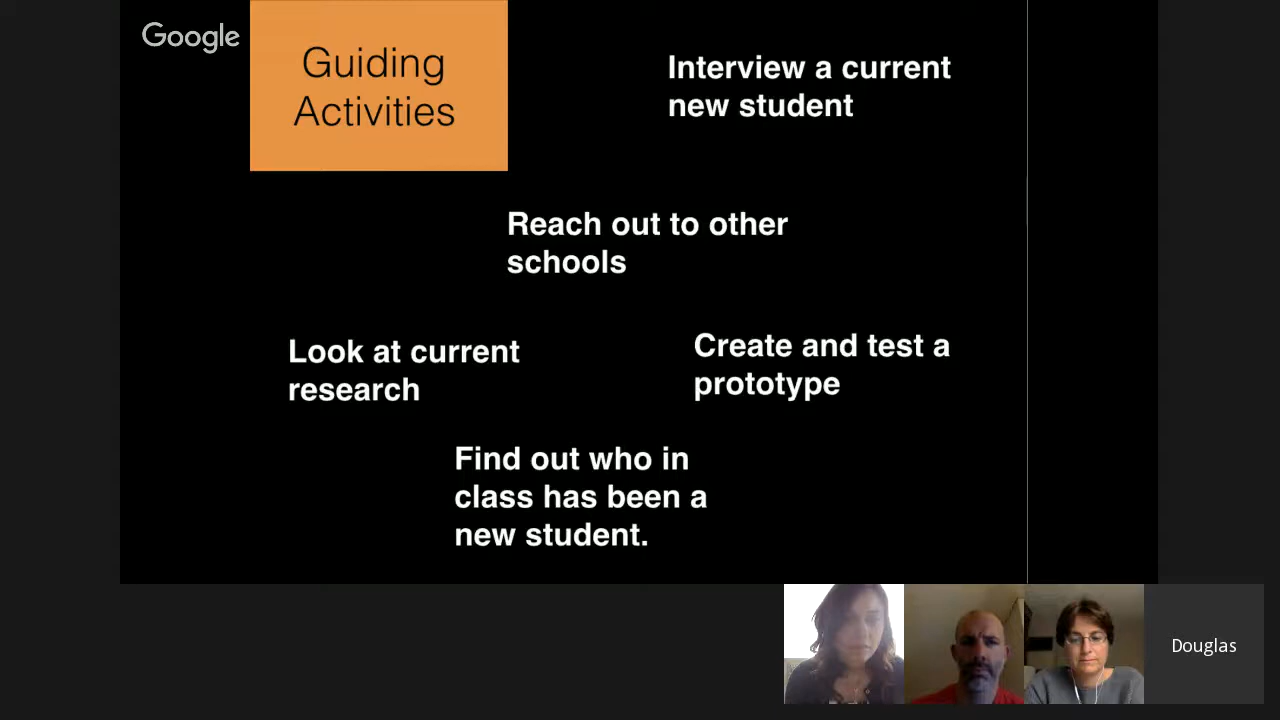 Google
Guiding
Activities
Interview a current
new student
Reach out to other
schools
Look at current
research
Create and test a
prototype
Find out who in
class has been a
new student.
Douglas